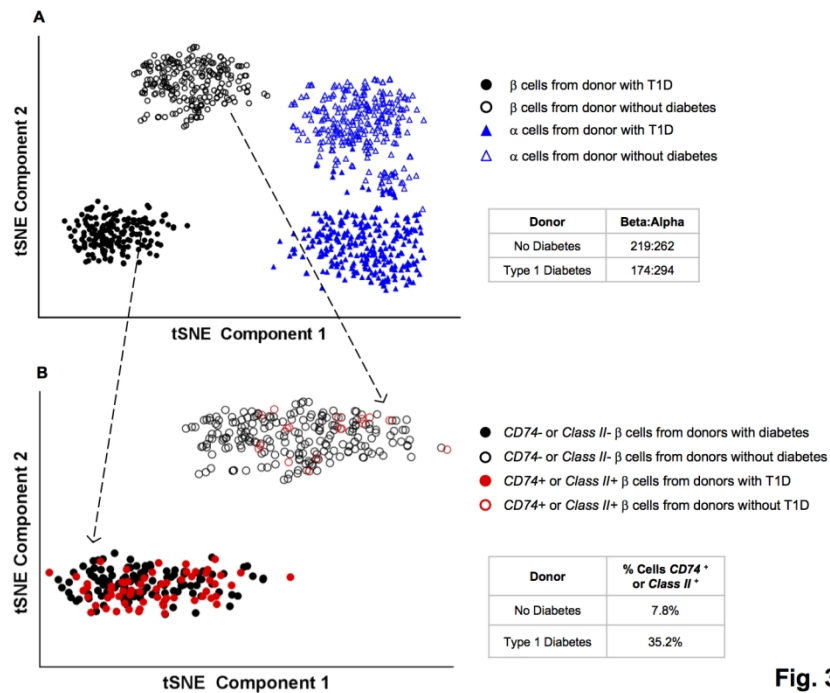 A
tSNE Component 2
tSNE Component 1
β cells from donor with T1D
β cells from donor without diabetes
α cells from donor with T1D
α cells from donor without diabetes
Donor Beta:Alpha
No Diabetes 219:262
Type 1 Diabetes 174:294
B
tSNE Component 2
tSNE Component 1
CD74- or Class II- β cells from donors with diabetes
CD74- or Class II- β cells from donors without diabetes
CD74+ or Class II+ β cells from donors with T1D
CD74+ or Class II+ β cells from donors without T1D
Donor % Cells CD74 +
or Class II +
No Diabetes 7.8%
Type 1 Diabetes 35.2%
Fig. 3